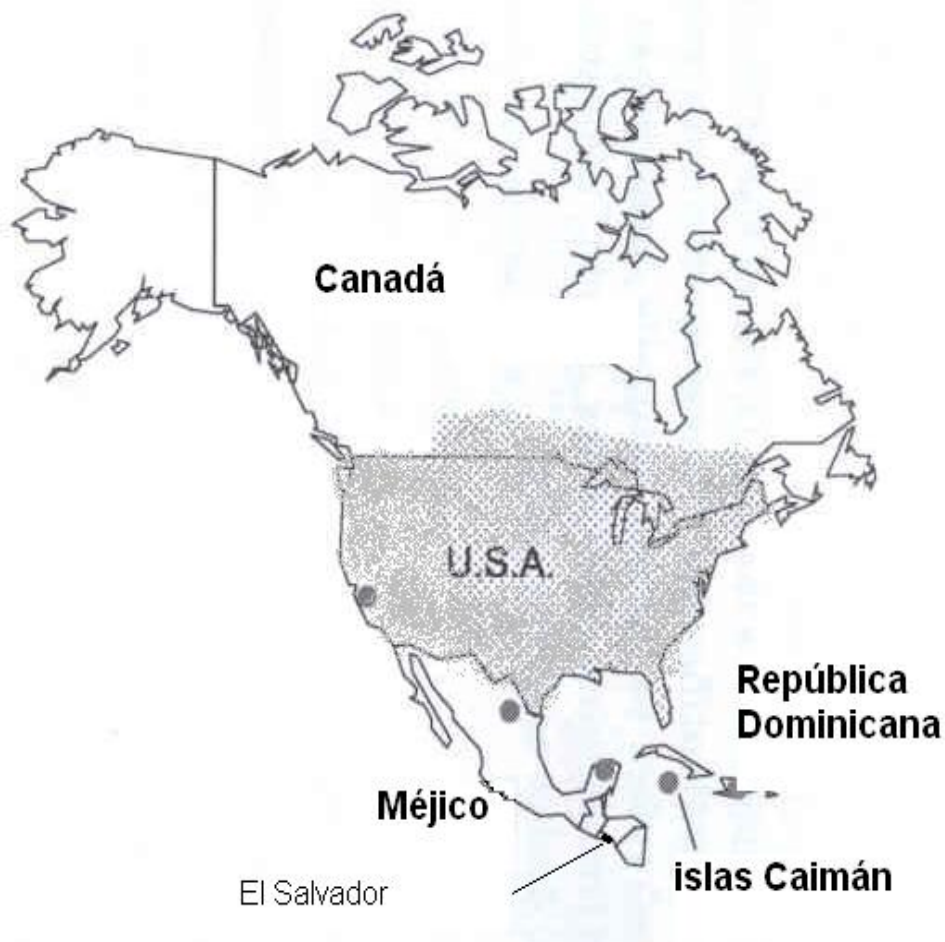 Canadá
U.S.A.
República
Dominicana
Méjico
islas Caimán
El Salvador